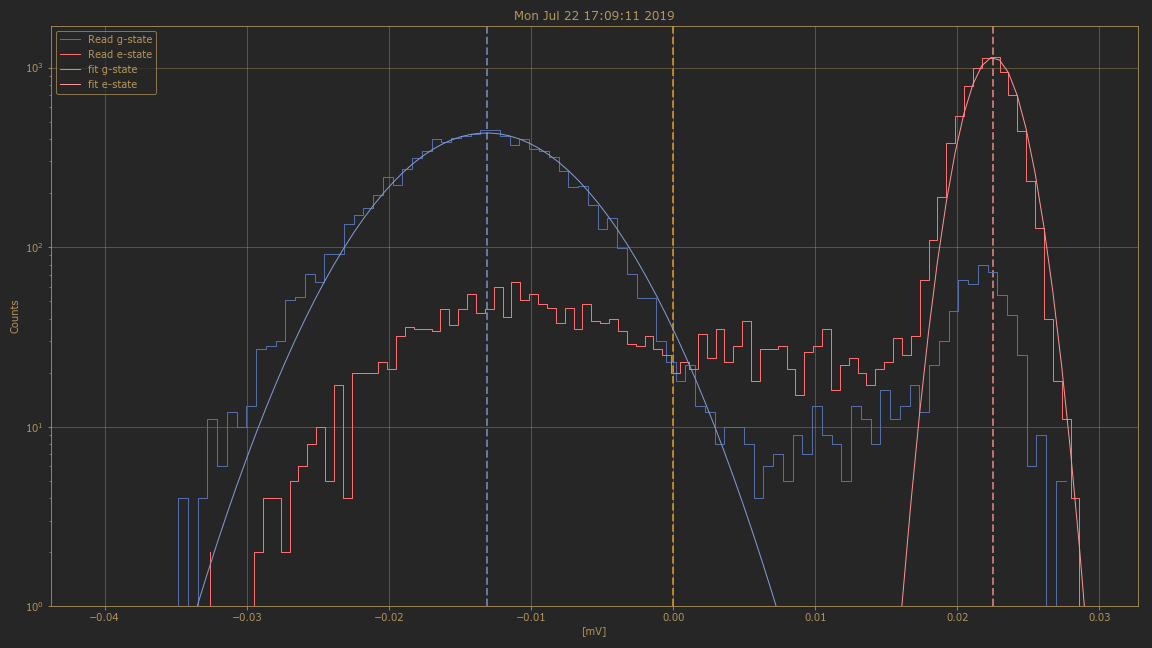 Mon Jul 22 17:09:11 2019
Read g-state
Read e-state
fit g-state
fit e-state
Counts
10³
10²
10¹
10⁰
−0.04 −0.03 −0.02 −0.01 0.00 0.01 0.02 0.03
[mV]